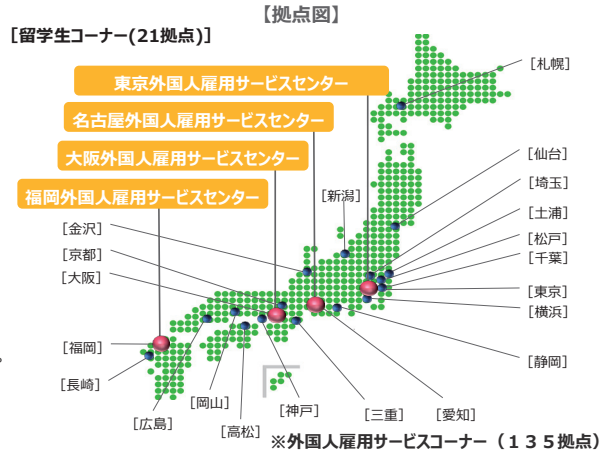 【拠点図】
[留学生コーナー(21拠点)]
[札幌]
東京外国人雇用サービスセンター
名古屋外国人雇用サービスセンター
大阪外国人雇用サービスセンター
福岡外国人雇用サービスセンター
[仙台]
[埼玉]
[新潟]
[土浦]
[金沢]
[松戸]
[京都]
[千葉]
[大阪]
[東京]
[横浜]
[福岡]
[静岡]
。
[長崎]
[岡山]
[神戸]
[三重]
[愛知]
[広島]
[高松]
※外国人雇用サービスコーナー（１３５拠点）